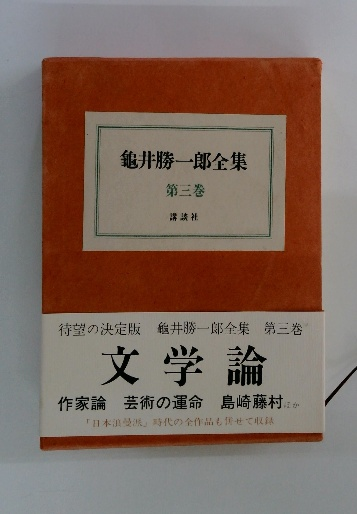 龜井勝一郎全集
第三巻
講談社
待望の決定版 龜井勝一郎全集 第三巻
文学論
作家論 芸術の運命 島崎藤村ほか
「日本浪曼派」時代の全作品も併せて収録